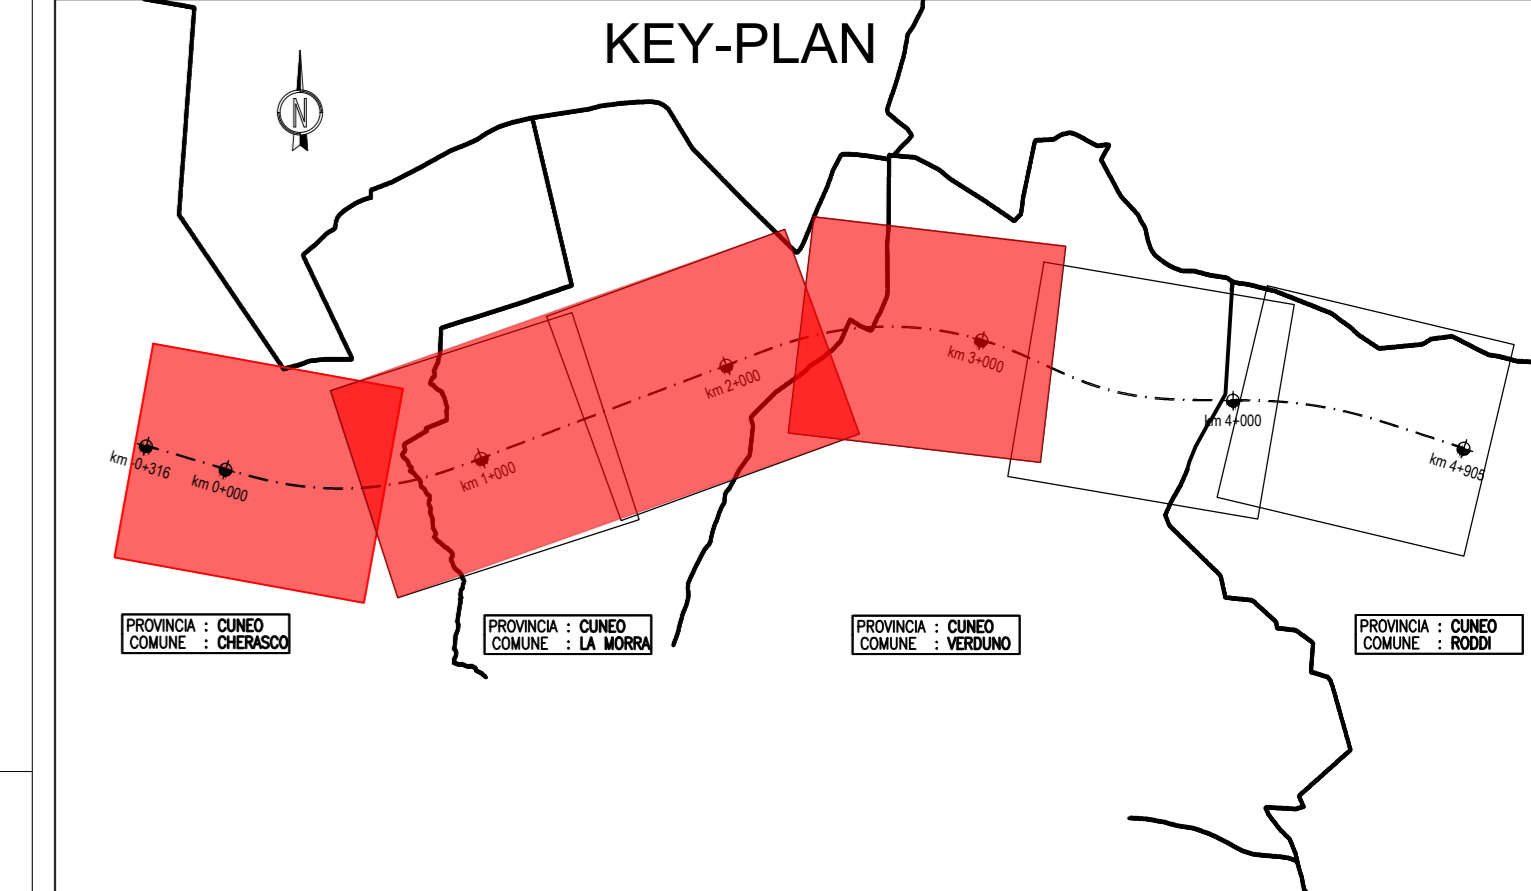 KEY-PLAN
N
km -0+316
km 0+000
km 1+000
km 2+000
km 3+000
km 4+000
km 4+905
PROVINCIA : CUNEO
COMUNE : CHERASCO
PROVINCIA : CUNEO
COMUNE : LA MORRA
PROVINCIA : CUNEO
COMUNE : VERDUNO
PROVINCIA : CUNEO
COMUNE : RODDI